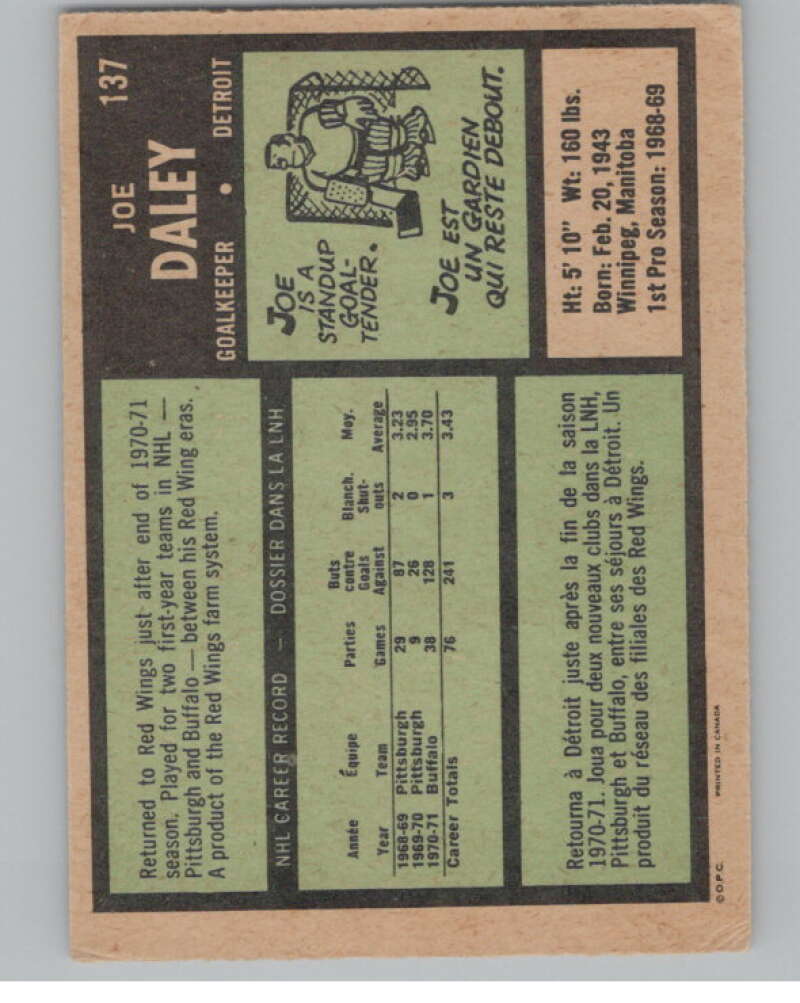 137
JOE
DALEY
GOALKEEPER • DETROIT
JOE
IS A
STANDUP
GOAL-
TENDER.
JOE EST
UN GARDIEN
QUI RESTE DEBOUT.
Ht: 5' 10" Wt: 160 lbs.
Born: Feb. 20, 1943
Winnipeg, Manitoba
1st Pro Season: 1968-69
Returned to Red Wings just after end of 1970-71
season. Played for two first-year teams in NHL —
Pittsburgh and Buffalo — between his Red Wing eras.
A product of the Red Wings farm system.
NHL CAREER RECORD — DOSSIER DANS LA LNH
Année Équipe Parties Buts contre Blanch. Moy.
Year Team Games Goals Against Shut-outs Average
1968-69 Pittsburgh 29 87 2 3.23
1969-70 Pittsburgh 9 26 0 2.95
1970-71 Buffalo 38 128 1 3.70
Career Totals 76 241 3 3.43
Retourna à Détroit juste après la fin de la saison
1970-71. Joua pour deux nouveaux clubs dans la LNH,
Pittsburgh et Buffalo, entre ses séjours à Détroit. Un
produit du réseau des filiales des Red Wings.
© O.P.C. PRINTED IN CANADA